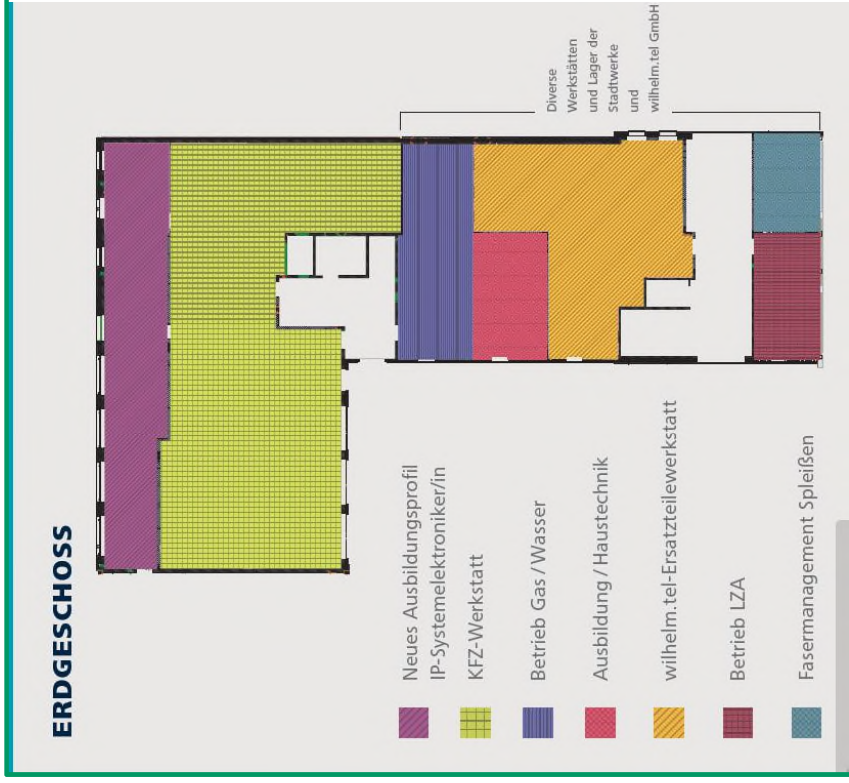 ERDGESCHOSS
Neues Ausbildungsprofil
IP-Systemelektroniker/in
KFZ-Werkstatt
Betrieb Gas / Wasser
Ausbildung / Haustechnik
wilhelm.tel-Ersatzteilewerkstatt
Betrieb LZA
Fasermanagement Spleißen
Diverse
Werkstätten
und Lager der
Stadtwerke
und
wilhelm.tel GmbH